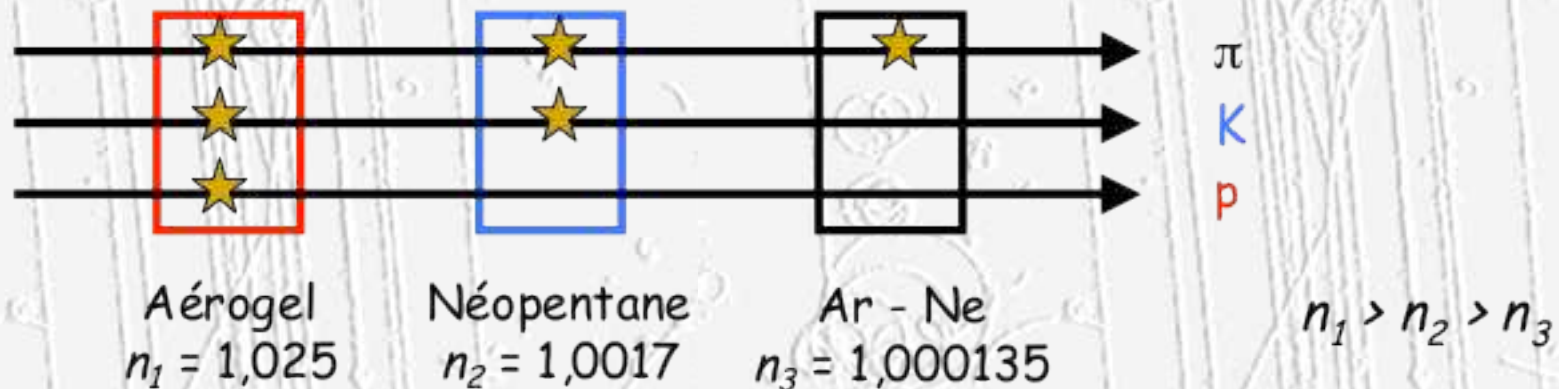 π
K
p
Aérogel Néopentane Ar - Ne
n₁ = 1,025 n₂ = 1,0017 n₃ = 1,000135
n₁ > n₂ > n₃